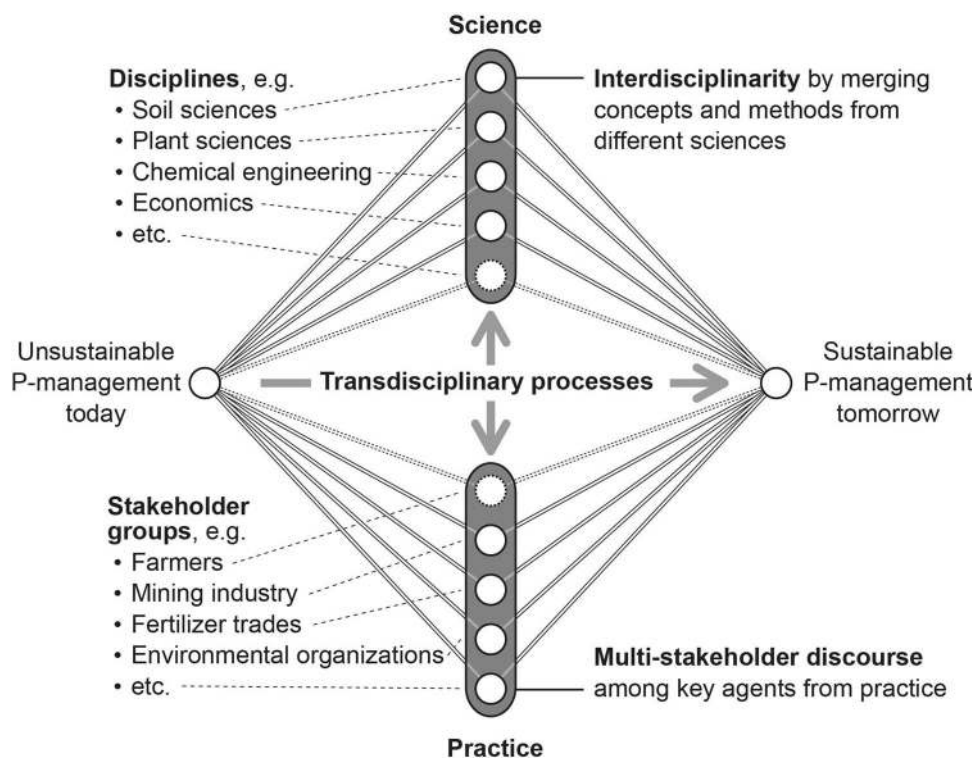 Science
Disciplines, e.g.
• Soil sciences
• Plant sciences
• Chemical engineering
• Economics
• etc.
Interdisciplinarity by merging
concepts and methods from
different sciences
Unsustainable
P-management
today
Transdisciplinary processes
Sustainable
P-management
tomorrow
Stakeholder
groups, e.g.
• Farmers
• Mining industry
• Fertilizer trades
• Environmental organizations
• etc.
Multi-stakeholder discourse
among key agents from practice
Practice